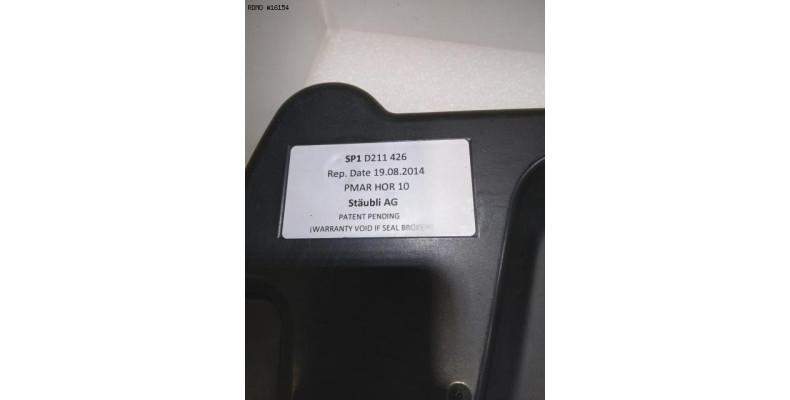 RDMO #16154
SP1 D211 426
Rep. Date 19.08.2014
PMAR HOR 10
Stäubli AG
PATENT PENDING
(WARRANTY VOID IF SEAL BROKEN)